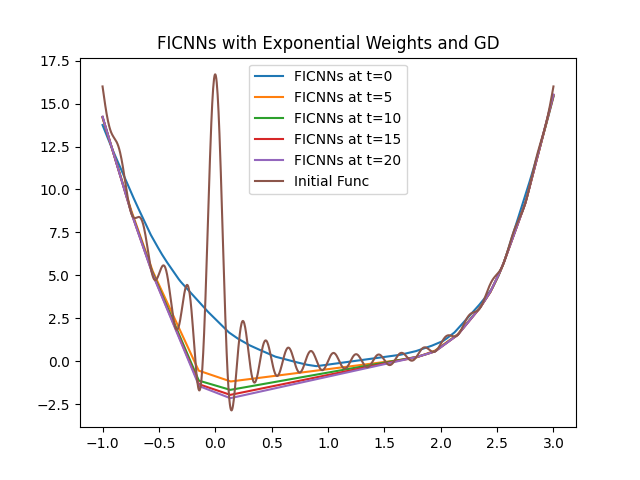 FICNNs with Exponential Weights and GD
17.5
15.0
12.5
10.0
7.5
5.0
2.5
0.0
−2.5
FICNNs at t=0
FICNNs at t=5
FICNNs at t=10
FICNNs at t=15
FICNNs at t=20
Initial Func
−1.0 −0.5 0.0 0.5 1.0 1.5 2.0 2.5 3.0